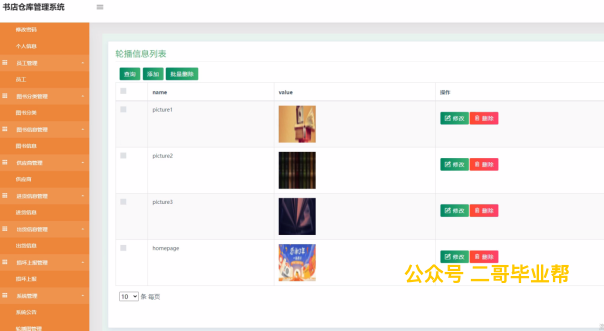 书店仓库管理系统
修改密码
个人信息
员工管理
员工
图书分类管理
图书分类
图书信息管理
图书信息
供应商管理
供应商
进货信息管理
进货信息
出货信息管理
出货信息
损坏上报管理
损坏上报
系统管理
系统公告
轮播图管理
轮播信息列表
查询 添加 批量删除
name value 操作
picture1 修改 删除
picture2 修改 删除
picture3 修改 删除
homepage 修改 删除
公众号 二哥毕业帮
10 条 每页